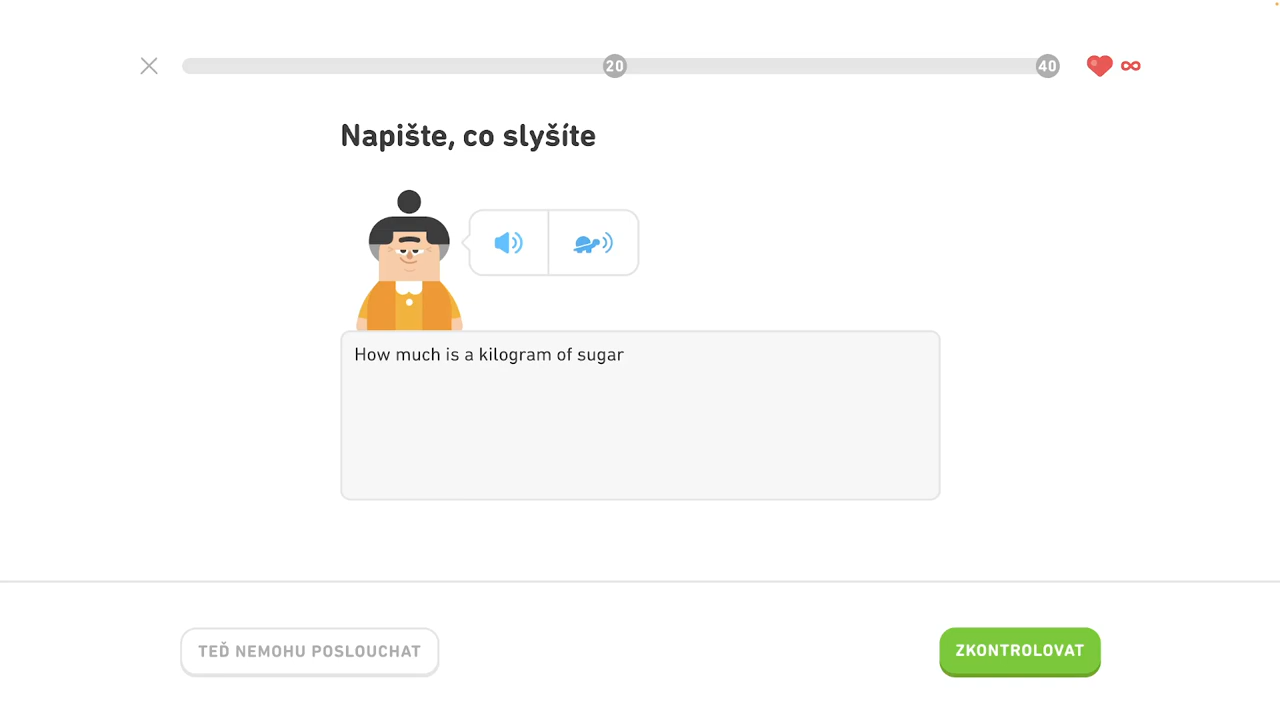 20
40
Napište, co slyšíte
How much is a kilogram of sugar
TEĎ NEMOHU POSLOUCHAT
ZKONTROLOVAT